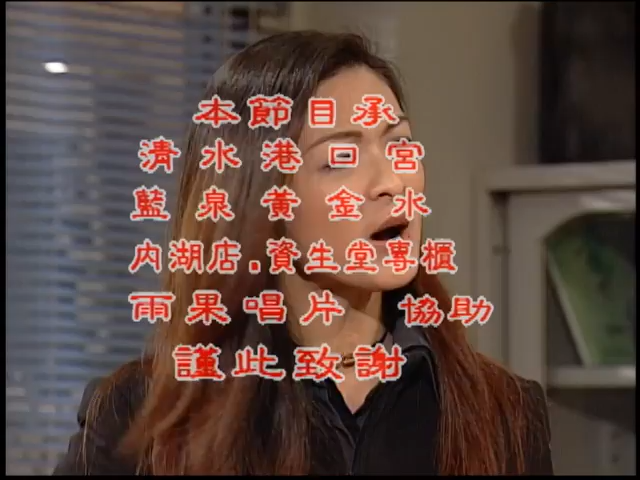 本節目承
清水港口宮
藍泉黃金水
內湖店.資生堂專櫃
雨果唱片 協助
謹此致謝